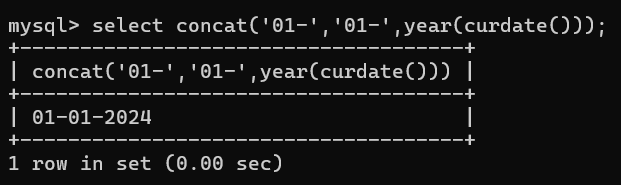 mysql> select concat('01-','01-',year(curdate()));
+-------------------------------------+
| concat('01-','01-',year(curdate())) |
+-------------------------------------+
| 01-01-2024                          |
+-------------------------------------+
1 row in set (0.00 sec)